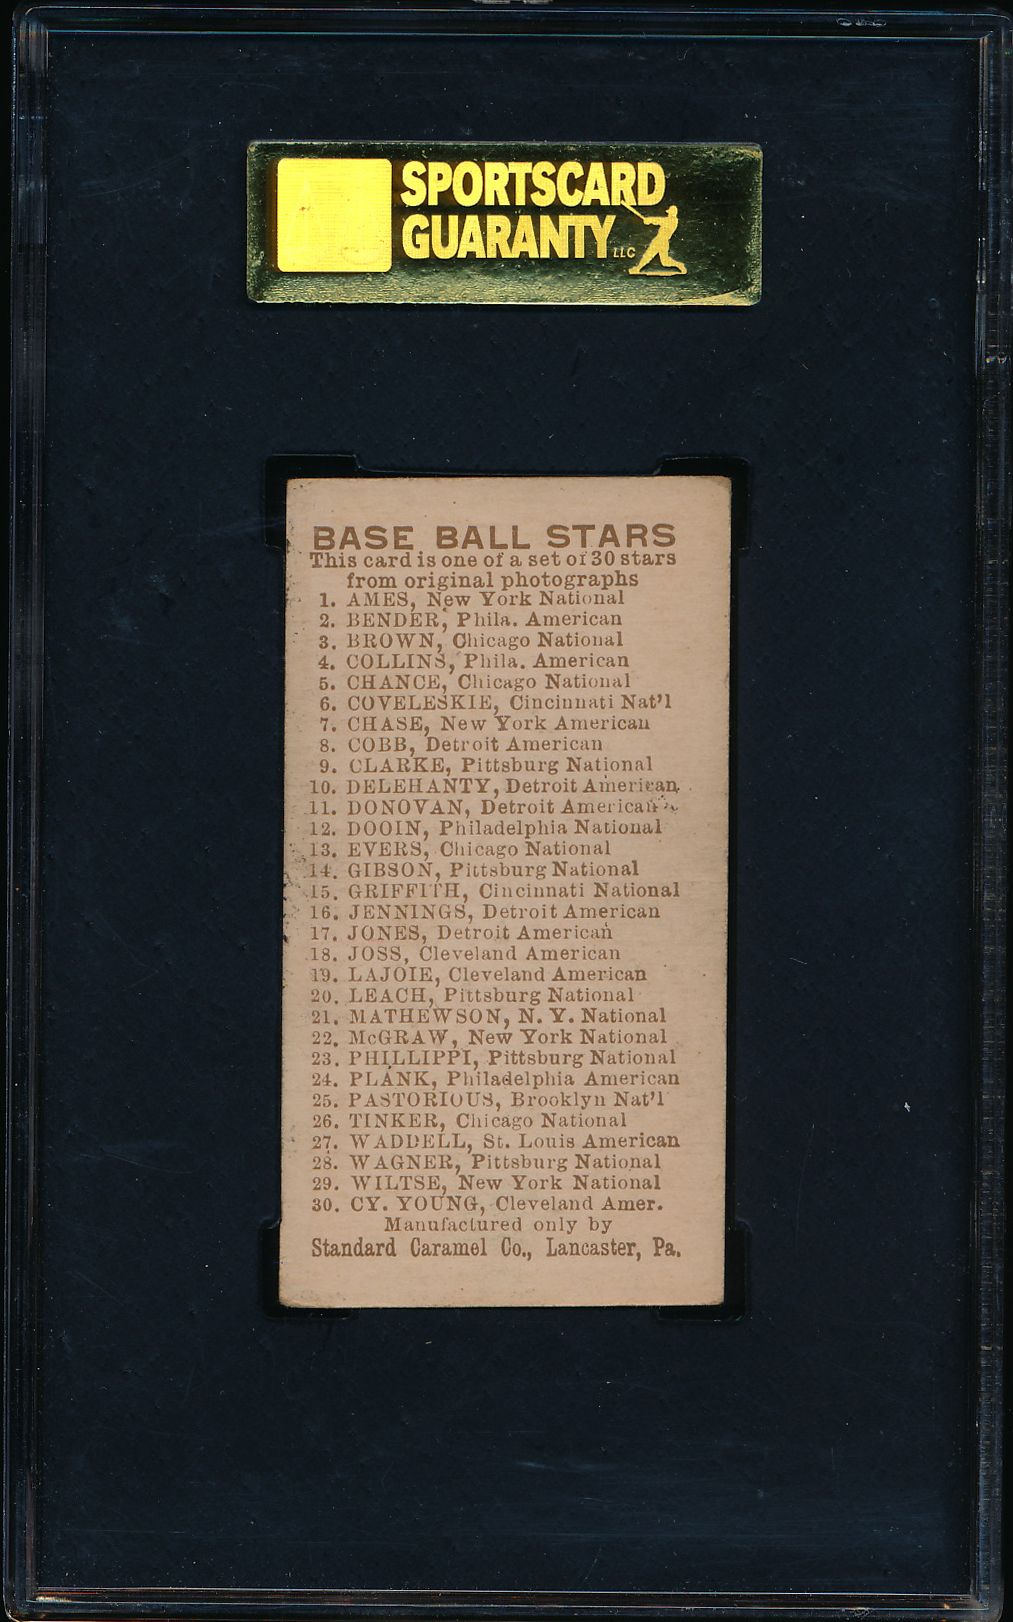 SPORTSCARD
GUARANTY LLC
BASE BALL STARS
This card is one of a set of 30 stars
from original photographs
1. AMES, New York National
2. BENDER, Phila. American
3. BROWN, Chicago National
4. COLLINS, Phila. American
5. CHANCE, Chicago National
6. COVELESKIE, Cincinnati Nat'l
7. CHASE, New York American
8. COBB, Detroit American
9. CLARKE, Pittsburg National
10. DELEHANTY, Detroit American
11. DONOVAN, Detroit American
12. DOOIN, Philadelphia National
13. EVERS, Chicago National
14. GIBSON, Pittsburg National
15. GRIFFITH, Cincinnati National
16. JENNINGS, Detroit American
17. JONES, Detroit American
18. JOSS, Cleveland American
19. LAJOIE, Cleveland American
20. LEACH, Pittsburg National
21. MATHEWSON, N. Y. National
22. McGRAW, New York National
23. PHILLIPPI, Pittsburg National
24. PLANK, Philadelphia American
25. PASTORIOUS, Brooklyn Nat'l
26. TINKER, Chicago National
27. WADDELL, St. Louis American
28. WAGNER, Pittsburg National
29. WILTSE, New York National
30. CY. YOUNG, Cleveland Amer.
Manufactured only by
Standard Caramel Co., Lancaster, Pa.